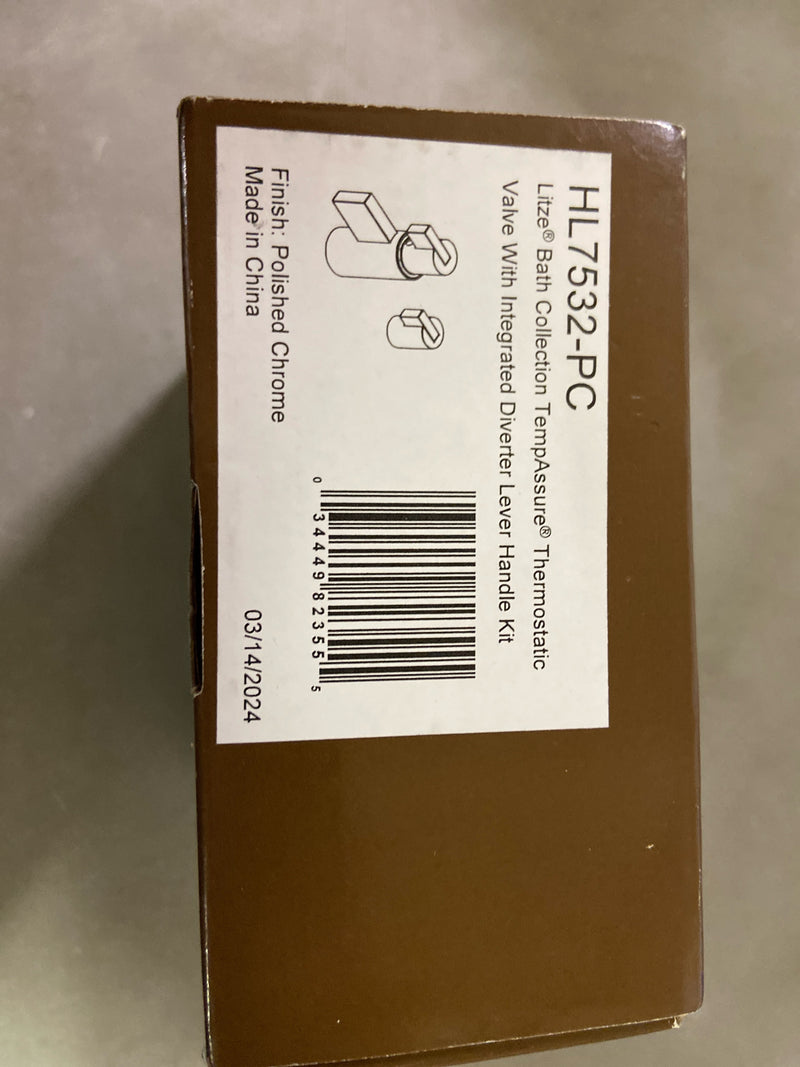 HL7532-PC
Litze® Bath Collection TempAssure® Thermostatic
Valve With Integrated Diverter Lever Handle Kit
0 34449 82355 5
Finish: Polished Chrome
Made in China
03/14/2024